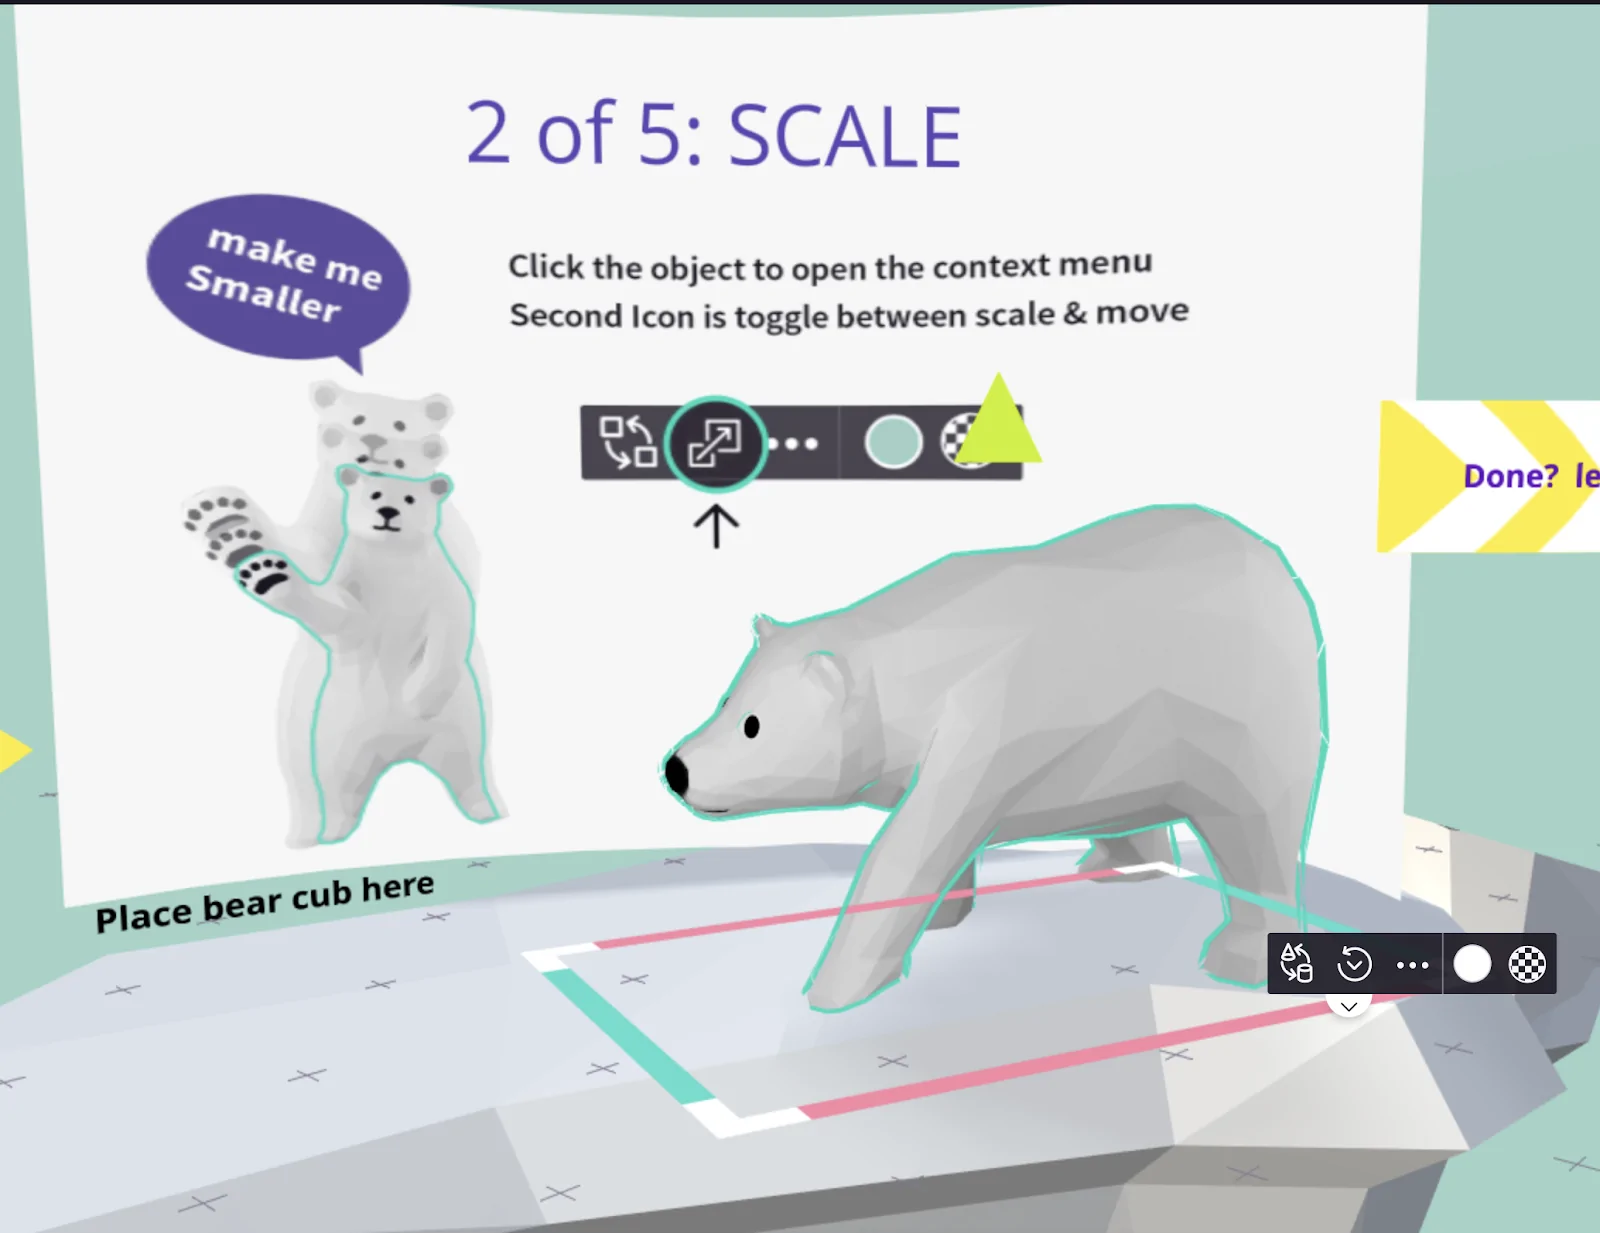 2 of 5: SCALE
make me
Smaller
Click the object to open the context menu
Second Icon is toggle between scale & move
Done?
Place bear cub here